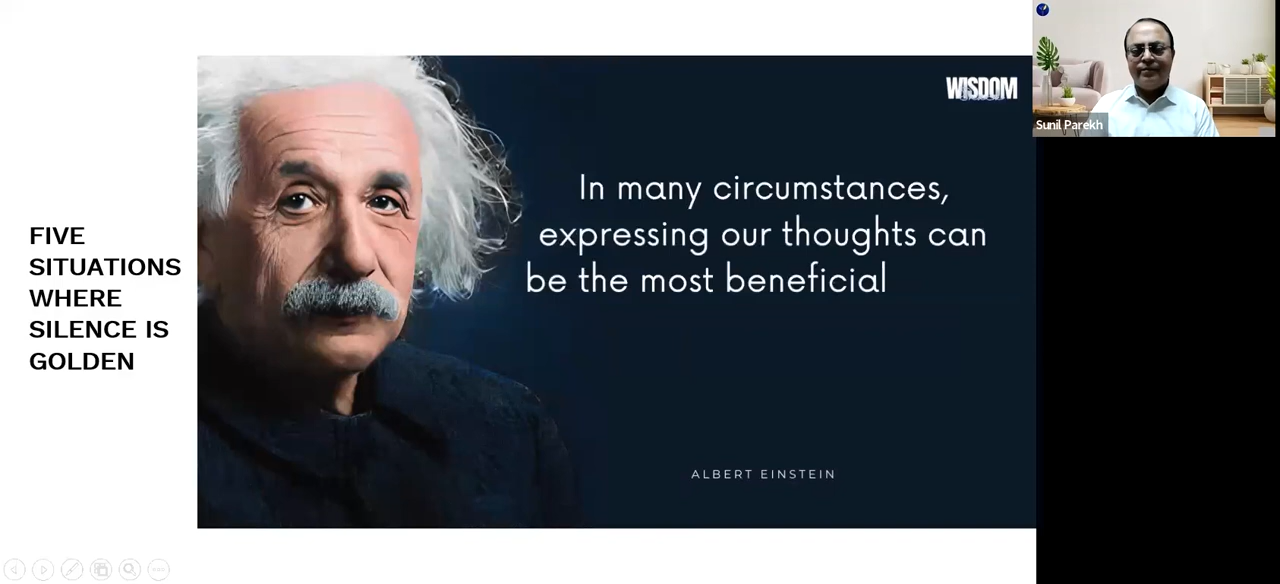 FIVE
SITUATIONS
WHERE
SILENCE IS
GOLDEN
WISDOM
In many circumstances,
expressing our thoughts can
be the most beneficial
ALBERT EINSTEIN
Sunil Parekh